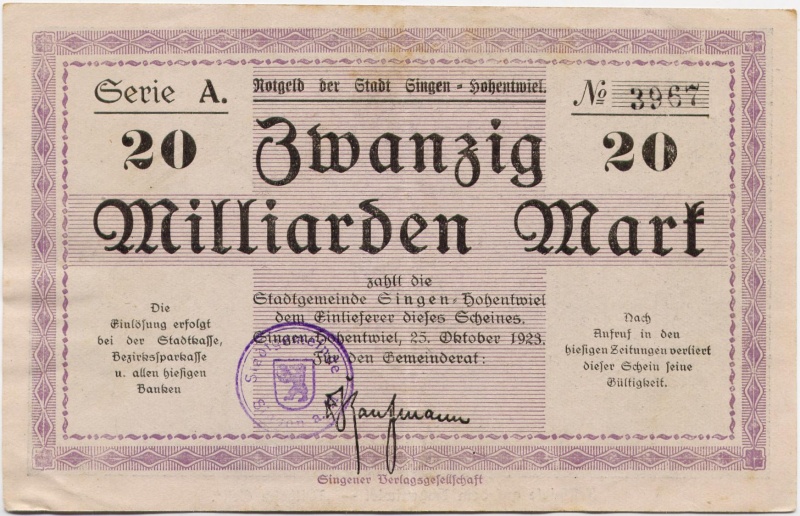 Serie A.
Notgeld der Stadt Singen-Hohentwiel.
№ 3967
20
Zwanzig
20
Milliarden Mark
zahlt die
Stadtgemeinde Singen-Hohentwiel
dem Einlieferer dieses Scheines.
Singen-Hohentwiel, 25. Oktober 1923.
Für den Gemeinderat:
Die
Einlösung erfolgt
bei der Stadtkasse,
Bezirkssparkasse
u. allen hiesigen
Banken
Nach
Aufruf in den
hiesigen Zeitungen verliert
dieser Schein seine
Gültigkeit.
Stadtgemeinde
Kaufmann
Singener Verlagsgesellschaft